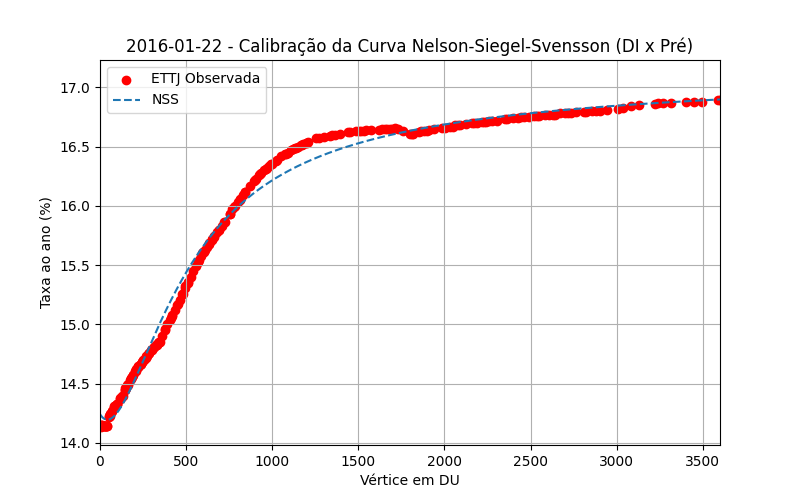 2016-01-22 - Calibração da Curva Nelson-Siegel-Svensson (DI x Pré)
ETTJ Observada
NSS
Taxa ao ano (%)
17.0
16.5
16.0
15.5
15.0
14.5
14.0
0 500 1000 1500 2000 2500 3000 3500
Vértice em DU